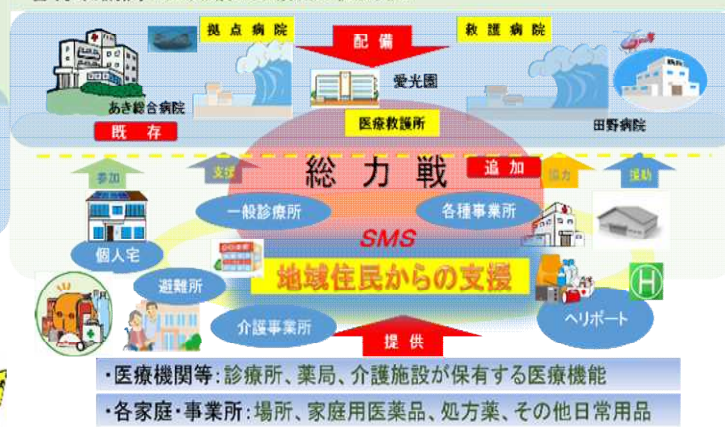 拠点病院
配備
救護病院
愛光園
あき総合病院
医療救護所
田野病院
既存
総力戦
追加
参加
支援
協力
援助
一般診療所
各種事業所
SMS
個人宅
地域住民からの支援
避難所
介護事業所
ヘリポート
H
提供
・医療機関等:診療所、薬局、介護施設が保有する医療機能
・各家庭・事業所:場所、家庭用医薬品、処方薬、その他日常用品